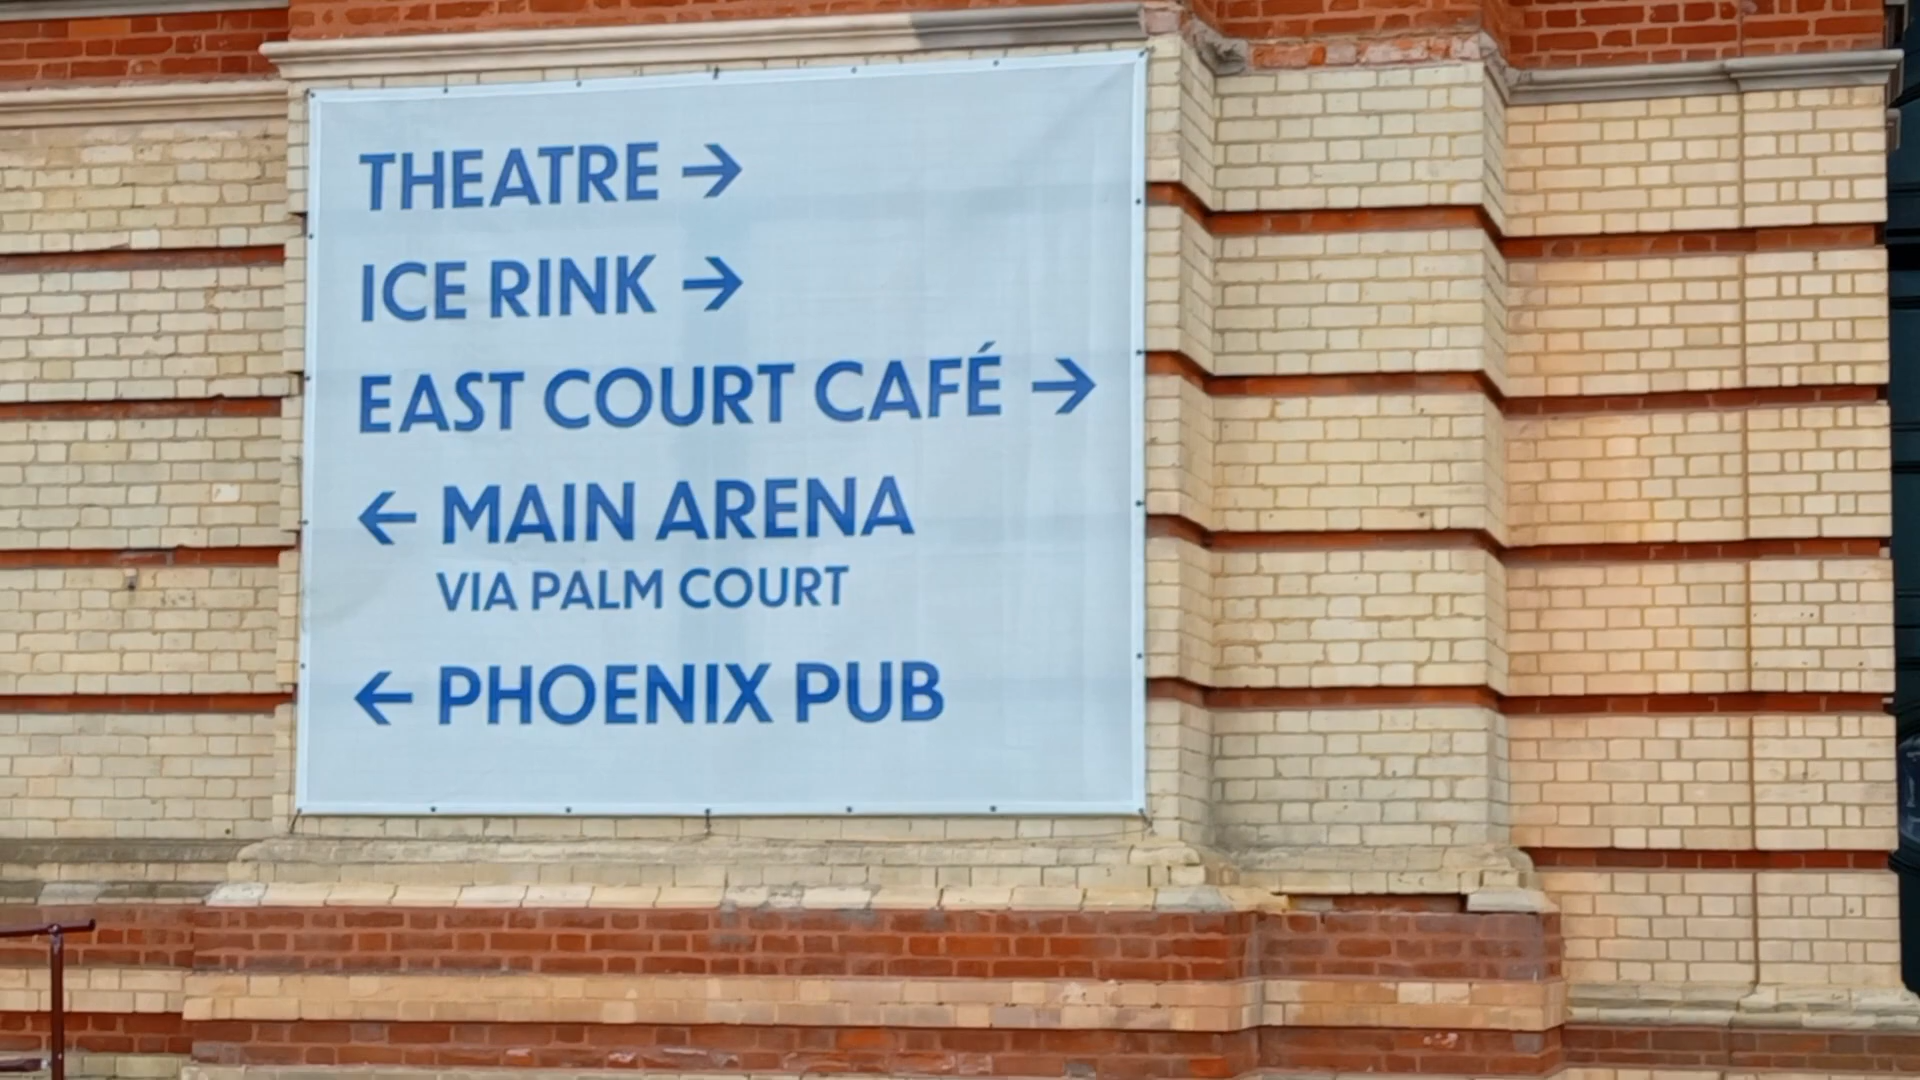 THEATRE →
ICE RINK →
EAST COURT CAFÉ →
← MAIN ARENA
VIA PALM COURT
← PHOENIX PUB